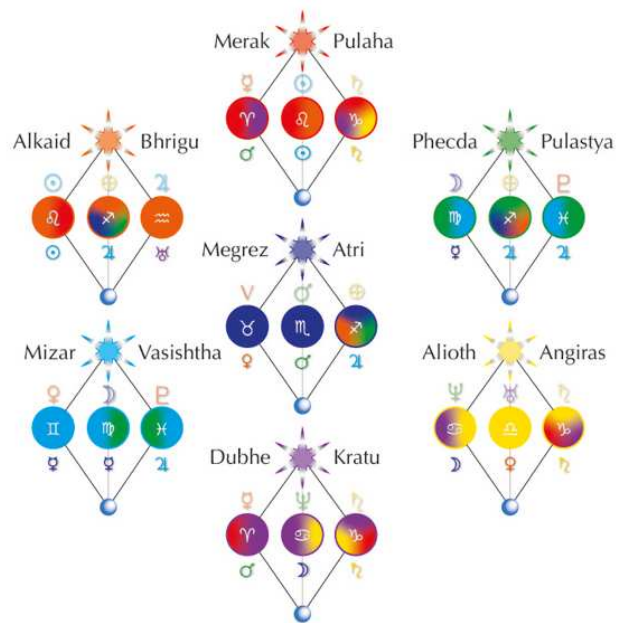 Merak Pulaha
☿ ☉ ♄
♈ ♌ ♑
♂ ☉ ♄
Alkaid Bhrigu
☉ ⊕ ♃
♌ ♐ ♒
☉ ♃ ♅
Phecda Pulastya
☽ ⊕ ♇
♍ ♐ ♓
☿ ♃ ♃
Megrez Atri
V ♂ ⊕
♉ ♏ ♐
♀ ♂ ♃
Mizar Vasishtha
♀ ☽ ♇
♊ ♍ ♓
☿ ☿ ♃
Alioth Angiras
♆ ♅ ♄
♋ ♎ ♑
☽ ♀ ♄
Dubhe Kratu
☿ ♆ ♄
♈ ♋ ♑
♂ ☽ ♄